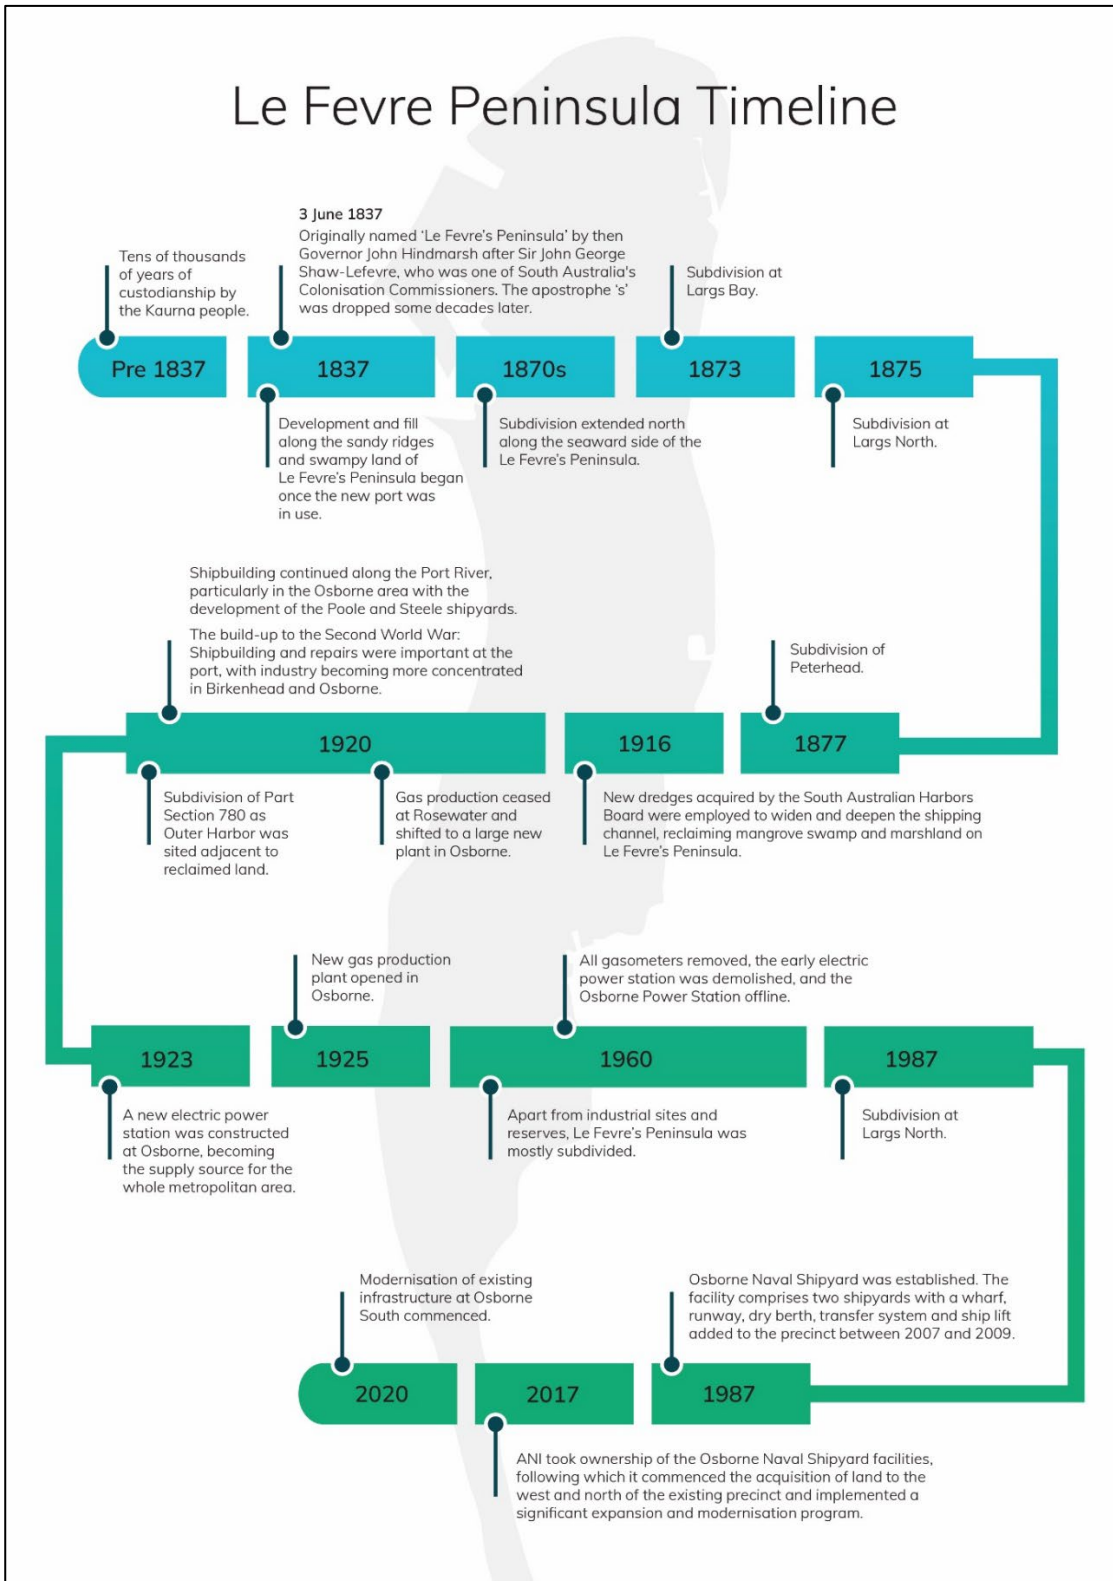 Le Fevre Peninsula Timeline
Tens of thousands
of years of
custodianship by
the Kaurna people.
3 June 1837
Originally named ‘Le Fevre’s Peninsula’ by then
Governor John Hindmarsh after Sir John George
Shaw-Lefevre, who was one of South Australia's
Colonisation Commissioners. The apostrophe ‘s’
was dropped some decades later.
Subdivision at
Largs Bay.
Pre 1837
1837
1870s
1873
1875
Development and fill
along the sandy ridges
and swampy land of
Le Fevre’s Peninsula began
once the new port was
in use.
Subdivision extended north
along the seaward side of the
Le Fevre’s Peninsula.
Subdivision at
Largs North.
Shipbuilding continued along the Port River,
particularly in the Osborne area with the
development of the Poole and Steele shipyards.
The build-up to the Second World War:
Shipbuilding and repairs were important at the
port, with industry becoming more concentrated
in Birkenhead and Osborne.
Subdivision of
Peterhead.
1920
1916
1877
Subdivision of Part
Section 780 as
Outer Harbor was
sited adjacent to
reclaimed land.
Gas production ceased
at Rosewater and
shifted to a large new
plant in Osborne.
New dredges acquired by the South Australian Harbors
Board were employed to widen and deepen the shipping
channel, reclaiming mangrove swamp and marshland on
Le Fevre’s Peninsula.
New gas production
plant opened in
Osborne.
All gasometers removed, the early electric
power station was demolished, and the
Osborne Power Station offline.
1923
1925
1960
1987
A new electric power
station was constructed
at Osborne, becoming
the supply source for the
whole metropolitan area.
Apart from industrial sites and
reserves, Le Fevre’s Peninsula was
mostly subdivided.
Subdivision at
Largs North.
Modernisation of existing
infrastructure at Osborne
South commenced.
Osborne Naval Shipyard was established. The
facility comprises two shipyards with a wharf,
runway, dry berth, transfer system and ship lift
added to the precinct between 2007 and 2009.
2020
2017
1987
ANI took ownership of the Osborne Naval Shipyard facilities,
following which it commenced the acquisition of land to the
west and north of the existing precinct and implemented a
significant expansion and modernisation program.